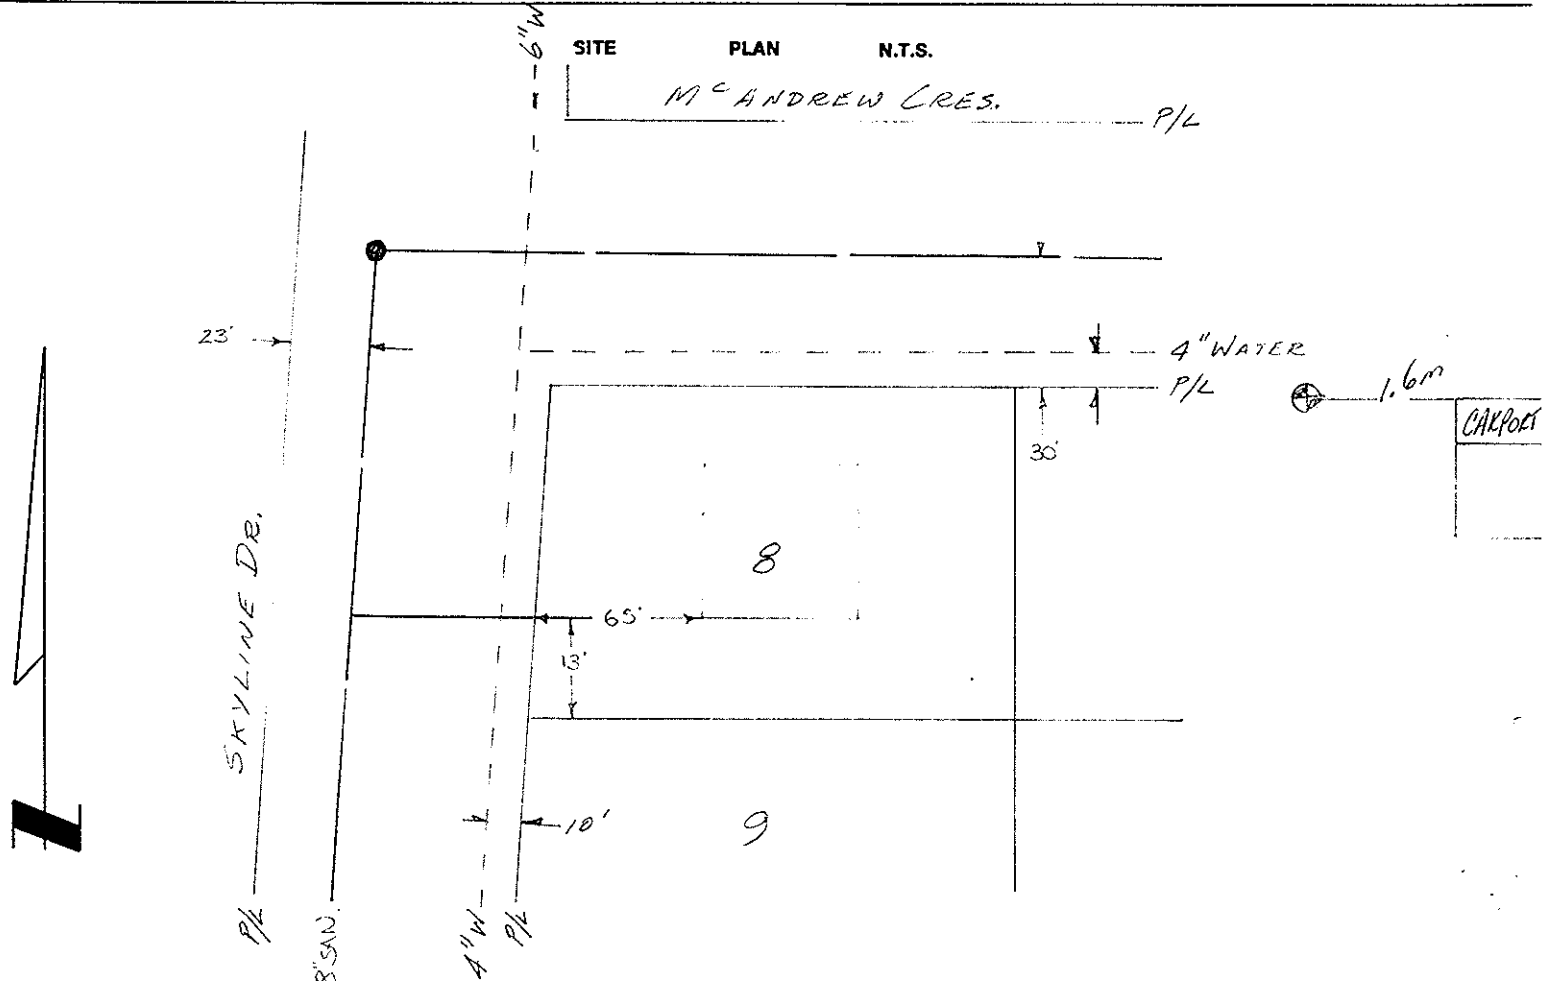 6"W
SITE PLAN N.T.S.
Mc ANDREW CRES.
P/L
23'
4" WATER
P/L
1.6m
CARPORT
30'
8
SKYLINE DR.
65'
13'
10'
9
P/L
8" SAN.
4" W
P/L